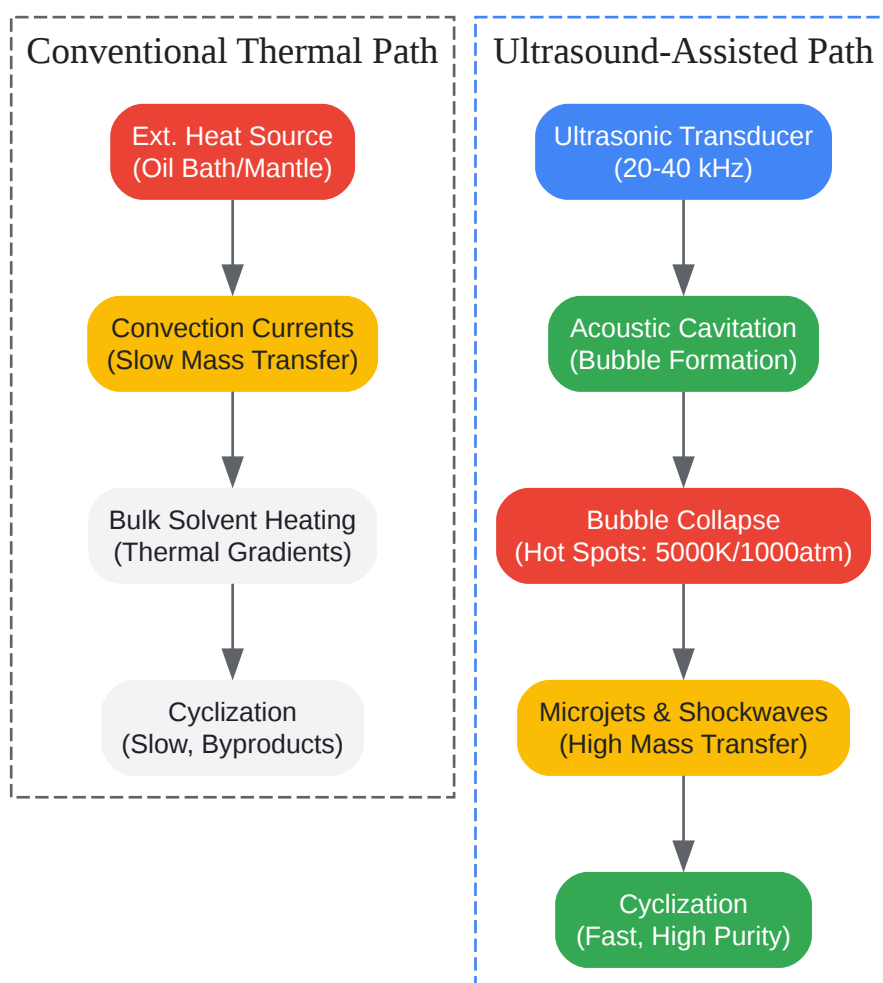 Conventional Thermal Path
Ext. Heat Source
(Oil Bath/Mantle)
Convection Currents
(Slow Mass Transfer)
Bulk Solvent Heating
(Thermal Gradients)
Cyclization
(Slow, Byproducts)
Ultrasound-Assisted Path
Ultrasonic Transducer
(20-40 kHz)
Acoustic Cavitation
(Bubble Formation)
Bubble Collapse
(Hot Spots: 5000K/1000atm)
Microjets & Shockwaves
(High Mass Transfer)
Cyclization
(Fast, High Purity)